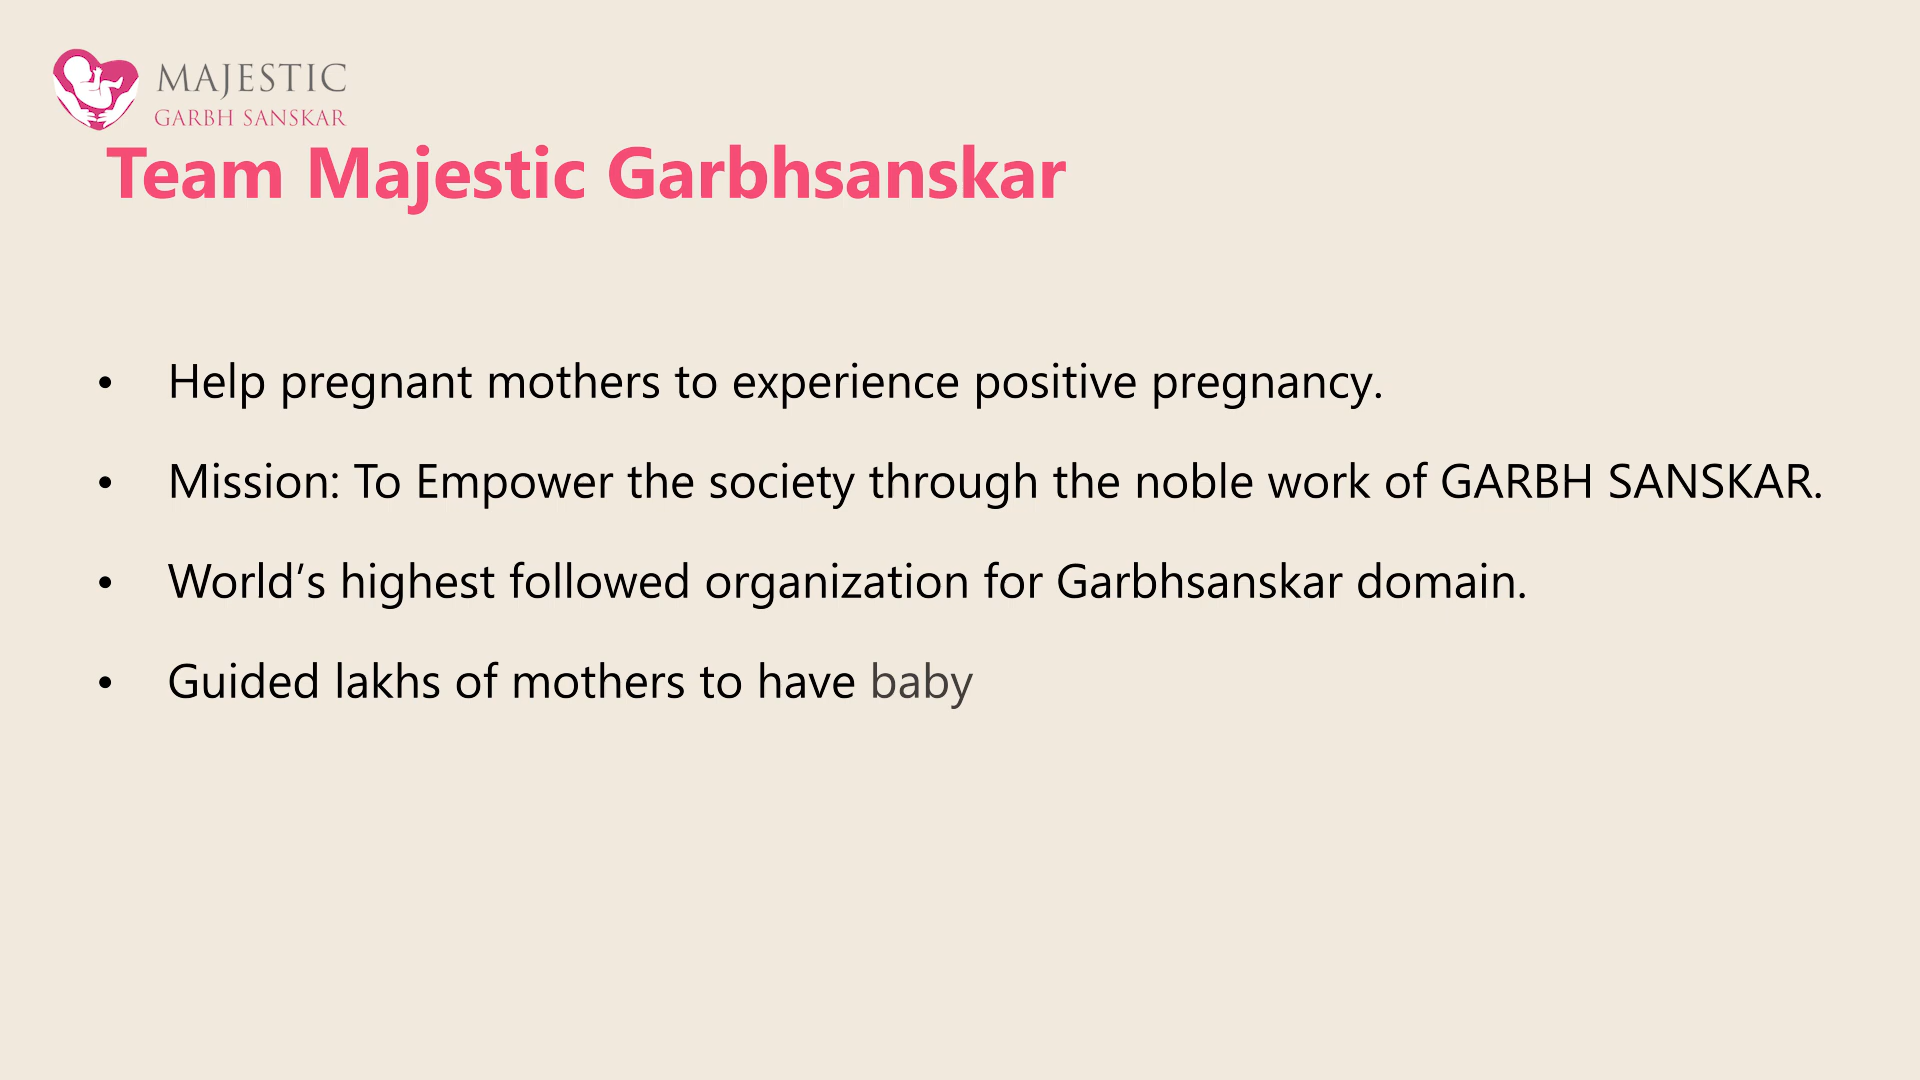 MAJESTIC
GARBH SANSKAR
Team Majestic Garbhsanskar
• Help pregnant mothers to experience positive pregnancy.
• Mission: To Empower the society through the noble work of GARBH SANSKAR.
• World’s highest followed organization for Garbhsanskar domain.
• Guided lakhs of mothers to have baby